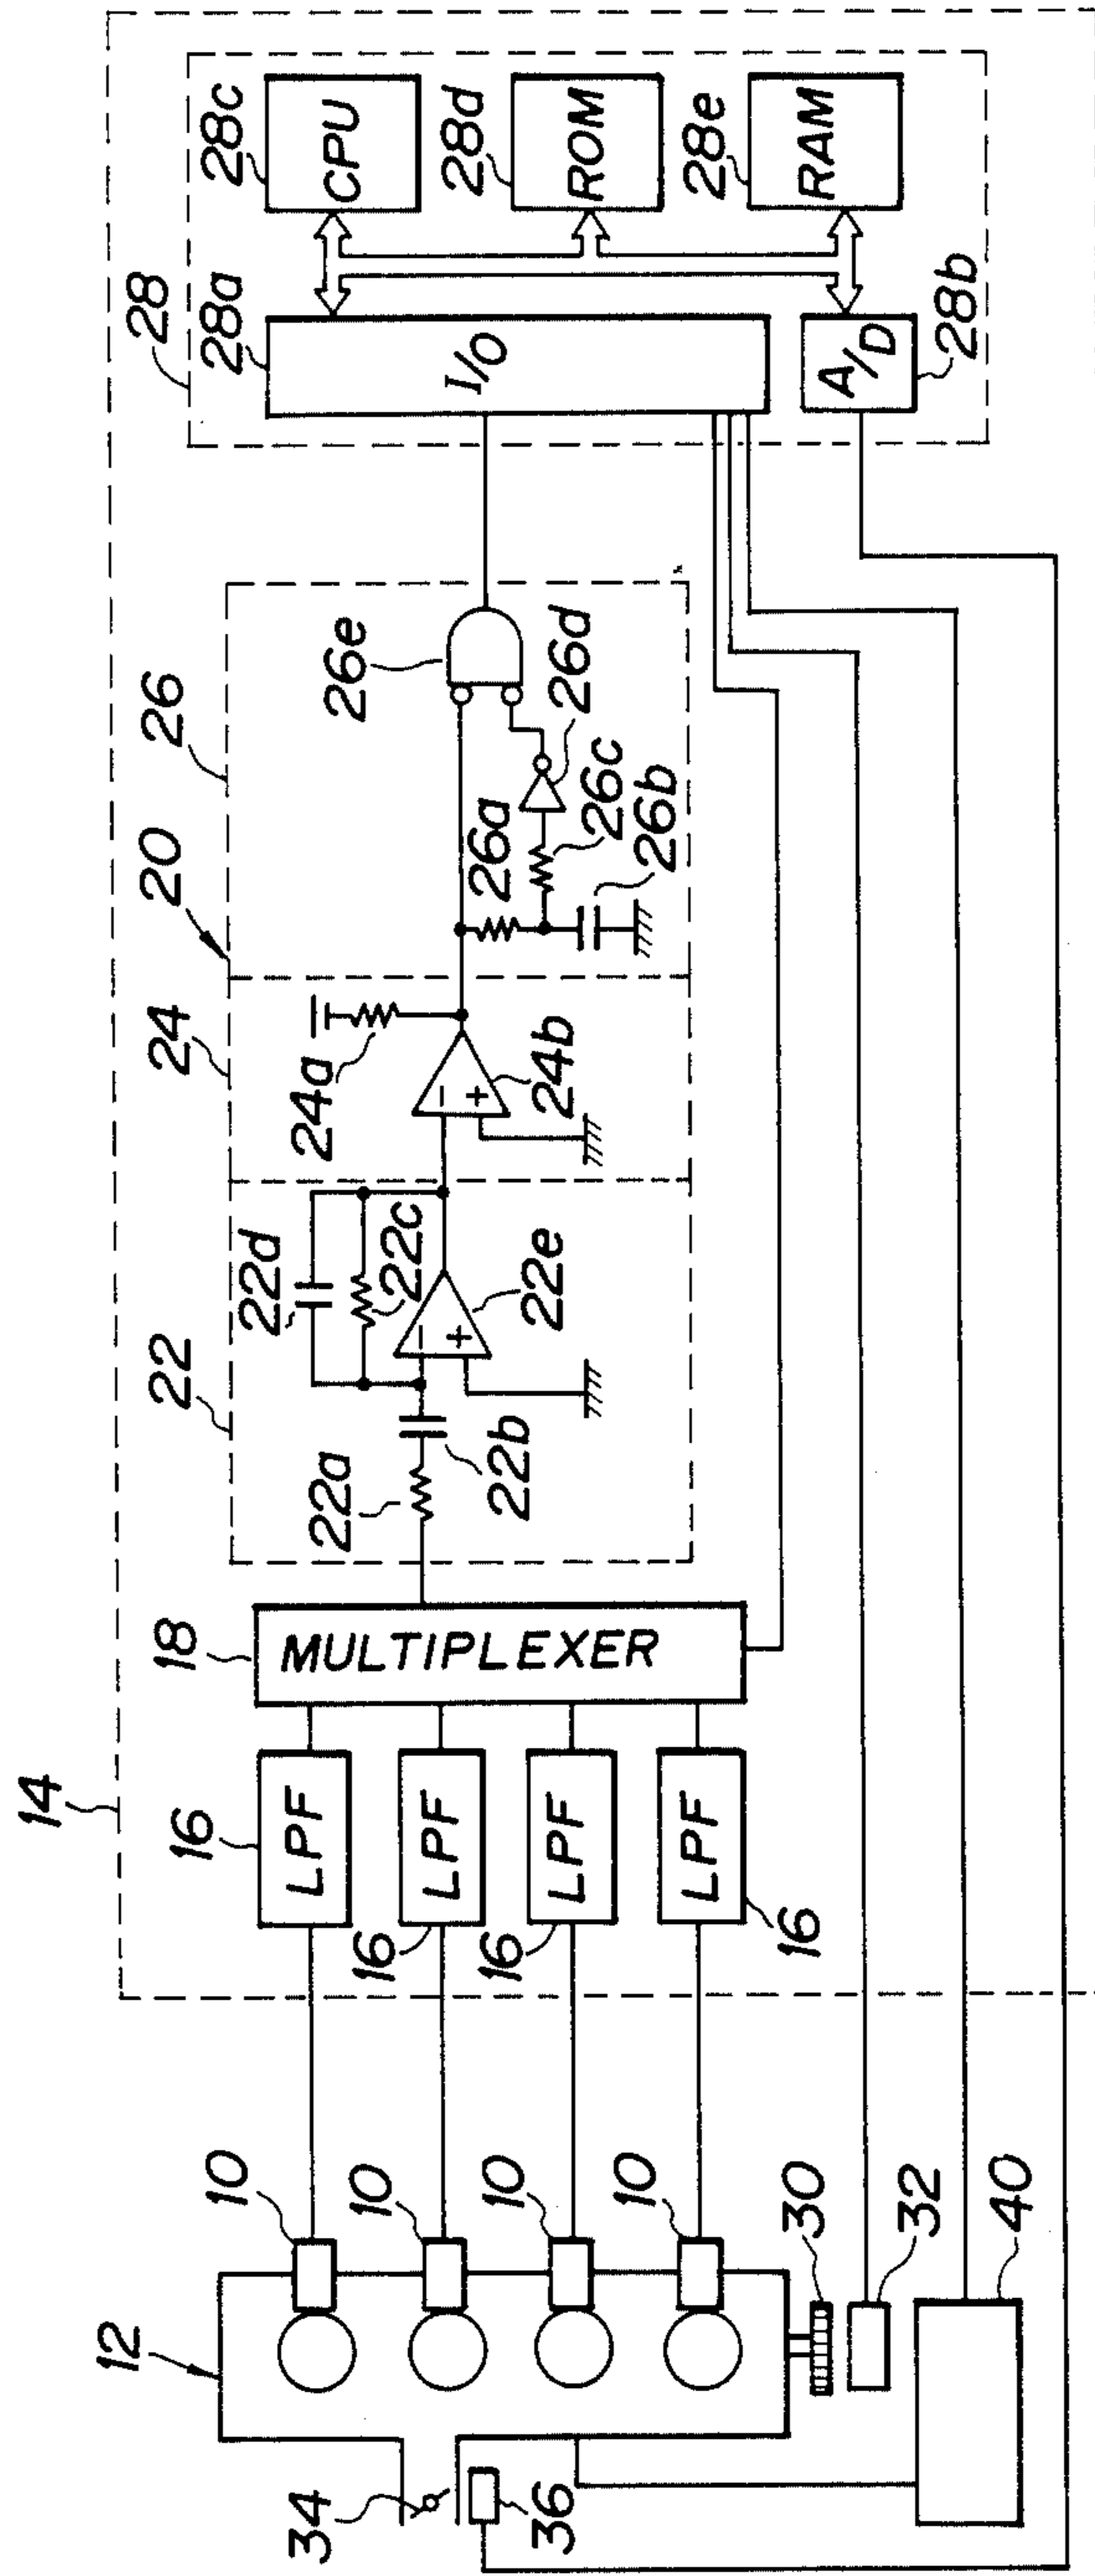 14
28
28a
28c
CPU
28d
ROM
28e
RAM
I/O
A/D
28b
20
22
24
26
22d
22c
22a
22b
22e
-
+
24a
24b
-
+
26e
26a
26d
26c
26b
18
MULTIPLEXER
16
LPF
16
LPF
16
LPF
16
LPF
12
10
10
10
10
34
36
30
32
40